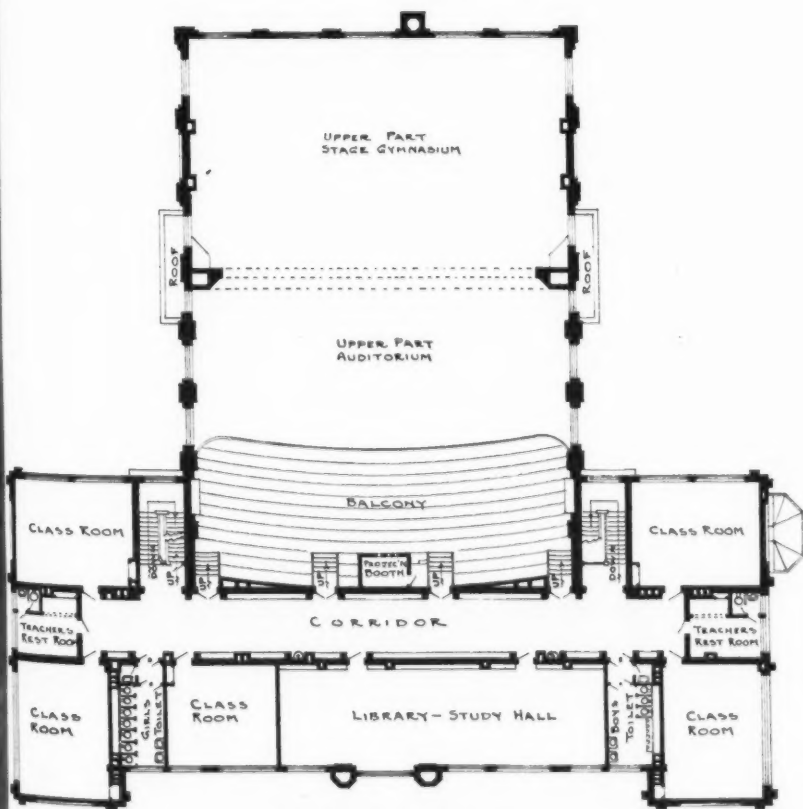 UPPER PART
STAGE GYMNASIUM
ROOF
ROOF
UPPER PART
AUDITORIUM
BALCONY
CLASS ROOM
DOWN
UP
UP
UP
PROJEC'N
BOOTH
UP
UP
DOWN
CLASS ROOM
TEACHERS
REST ROOM
CORRIDOR
TEACHERS
REST ROOM
CLASS
ROOM
GIRLS
TOILET
CLASS
ROOM
LIBRARY-STUDY HALL
BOYS
TOILET
CLASS
ROOM